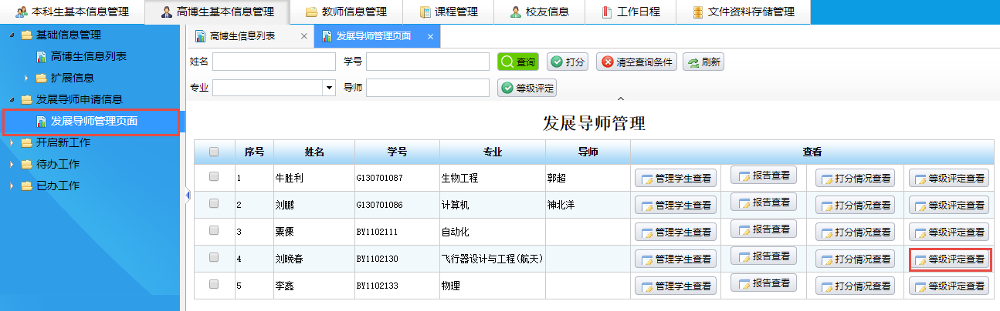 本科生基本信息管理 高博生基本信息管理 教师信息管理 课程管理 校友信息 工作日程 文件资料存储管理
基础信息管理
高博生信息列表
扩展信息
发展导师申请信息
发展导师管理页面
开启新工作
待办工作
已办工作
高博生信息列表 发展导师管理页面
姓名 学号 查询 打分 清空查询条件 刷新
专业 导师 等级评定
发展导师管理
序号 姓名 学号 专业 导师 查看
1 牛胜利 G130701087 生物工程 郭超 管理学生查看 报告查看 打分情况查看 等级评定查看
2 刘鹏 G130701086 计算机 神北洋 管理学生查看 报告查看 打分情况查看 等级评定查看
3 粟傈 BY1102111 自动化 管理学生查看 报告查看 打分情况查看 等级评定查看
4 刘晚春 BY1102130 飞行器设计与工程(航天) 管理学生查看 报告查看 打分情况查看 等级评定查看
5 李鑫 BY1102133 物理 管理学生查看 报告查看 打分情况查看 等级评定查看